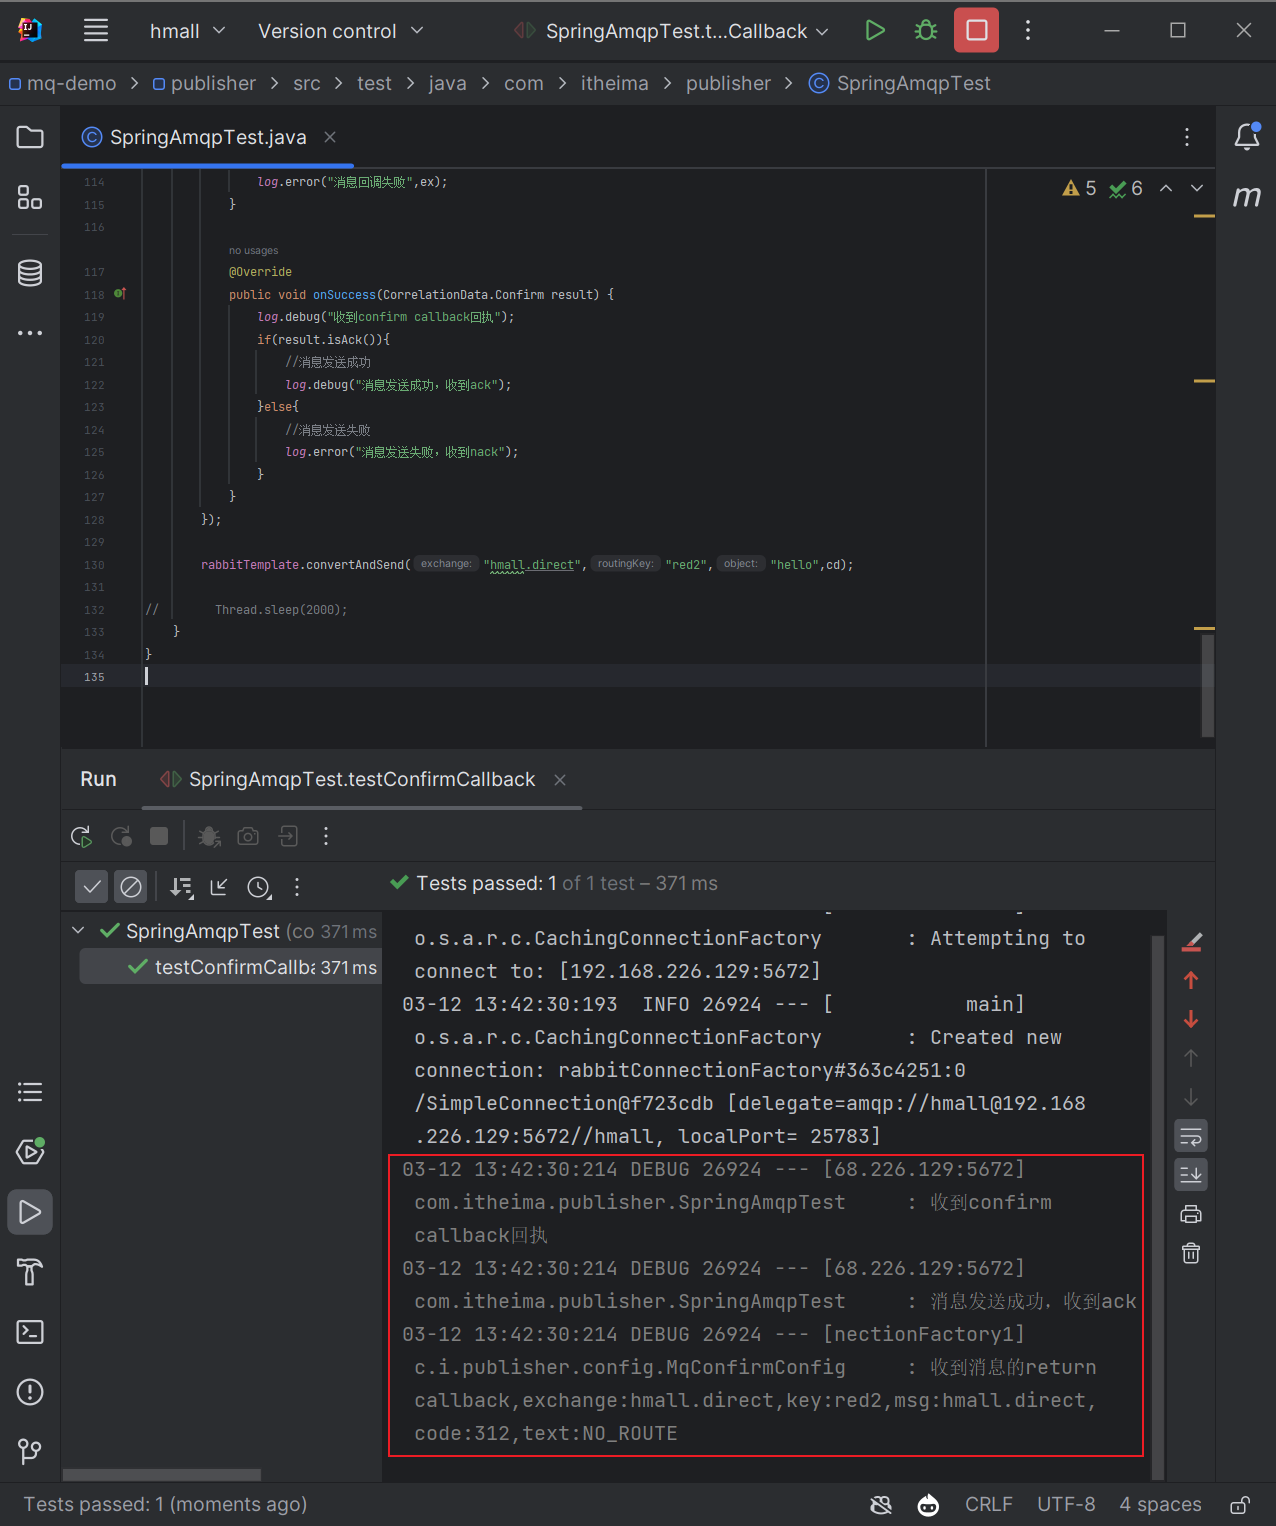 hmall
Version control
SpringAmqpTest.t...Callback
mq-demo > publisher > src > test > java > com > itheima > publisher > SpringAmqpTest
SpringAmqpTest.java
5 6
114 log.error("消息回调失败",ex);
115 }
116
no usages
117 @Override
118 public void onSuccess(CorrelationData.Confirm result) {
119 log.debug("收到confirm callback回执");
120 if(result.isAck()){
121 //消息发送成功
122 log.debug("消息发送成功，收到ack");
123 }else{
124 //消息发送失败
125 log.error("消息发送失败，收到nack");
126 }
127 }
128 });
129
130 rabbitTemplate.convertAndSend( exchange: "hmall.direct", routingKey: "red2", object: "hello",cd);
131
132 // Thread.sleep(2000);
133 }
134 }
135
Run SpringAmqpTest.testConfirmCallback
Tests passed: 1 of 1 test – 371 ms
SpringAmqpTest (co 371 ms
testConfirmCallba 371 ms
[ ]
o.s.a.r.c.CachingConnectionFactory : Attempting to
connect to: [192.168.226.129:5672]
03-12 13:42:30:193 INFO 26924 --- [ main]
o.s.a.r.c.CachingConnectionFactory : Created new
connection: rabbitConnectionFactory#363c4251:0
/SimpleConnection@f723cdb [delegate=amqp://hmall@192.168
.226.129:5672//hmall, localPort= 25783]
03-12 13:42:30:214 DEBUG 26924 --- [68.226.129:5672]
com.itheima.publisher.SpringAmqpTest : 收到confirm
callback回执
03-12 13:42:30:214 DEBUG 26924 --- [68.226.129:5672]
com.itheima.publisher.SpringAmqpTest : 消息发送成功，收到ack
03-12 13:42:30:214 DEBUG 26924 --- [nectionFactory1]
c.i.publisher.config.MqConfirmConfig : 收到消息的return
callback,exchange:hmall.direct,key:red2,msg:hmall.direct,
code:312,text:NO_ROUTE
Tests passed: 1 (moments ago)
CRLF UTF-8 4 spaces